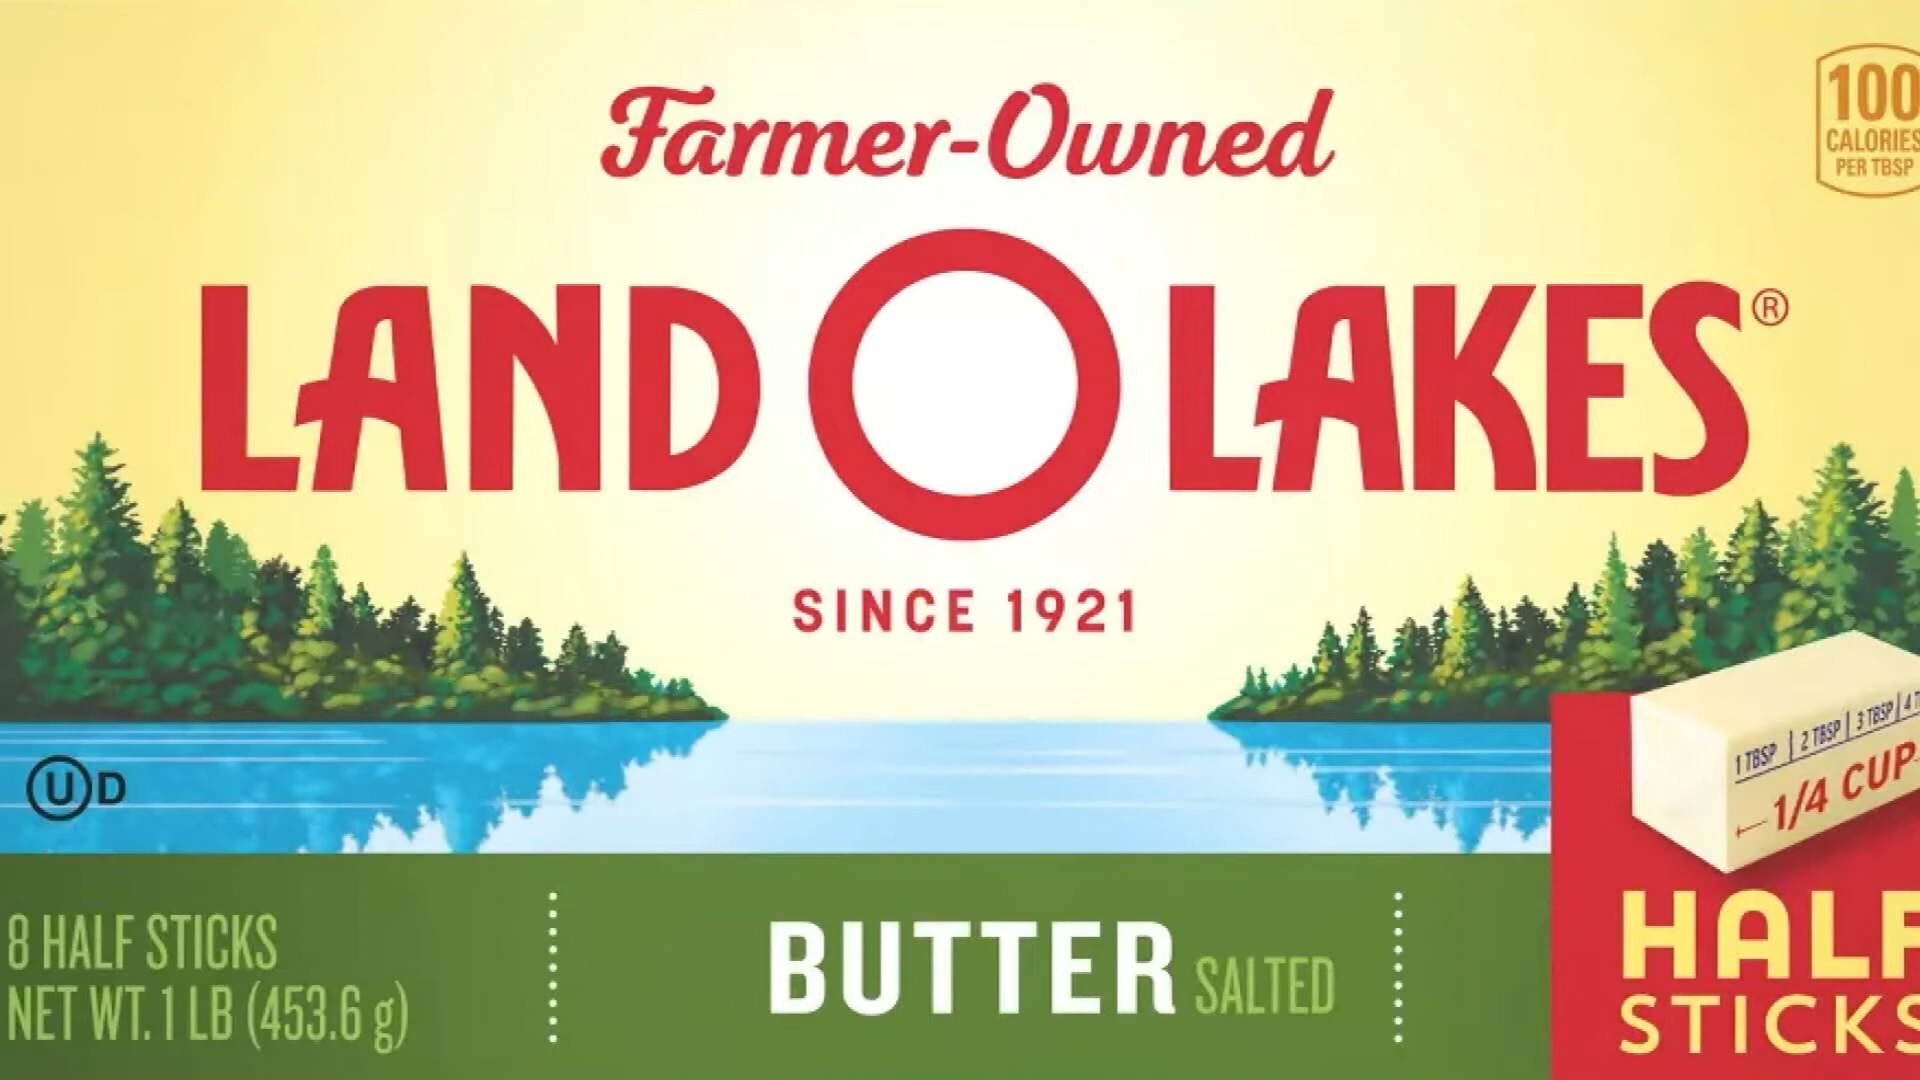 Farmer-Owned
100
CALORIES
PER TBSP
LAND O LAKES®
SINCE 1921
1 TBSP | 2 TBSP | 3 TBSP | 4 T
1/4 CUP
UD
8 HALF STICKS
NET WT. 1 LB (453.6 g)
BUTTER SALTED
HALF
STICKS